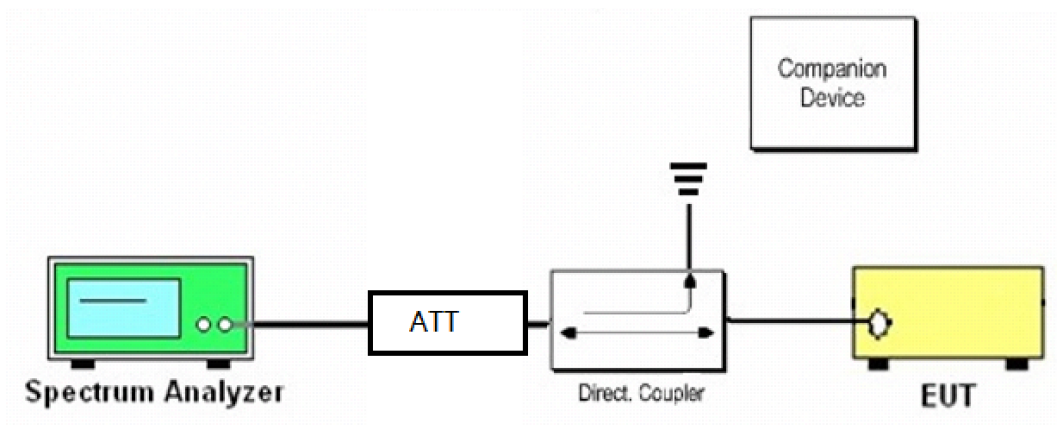 Companion
Device
ATT
Spectrum Analyzer
Direct. Coupler
EUT